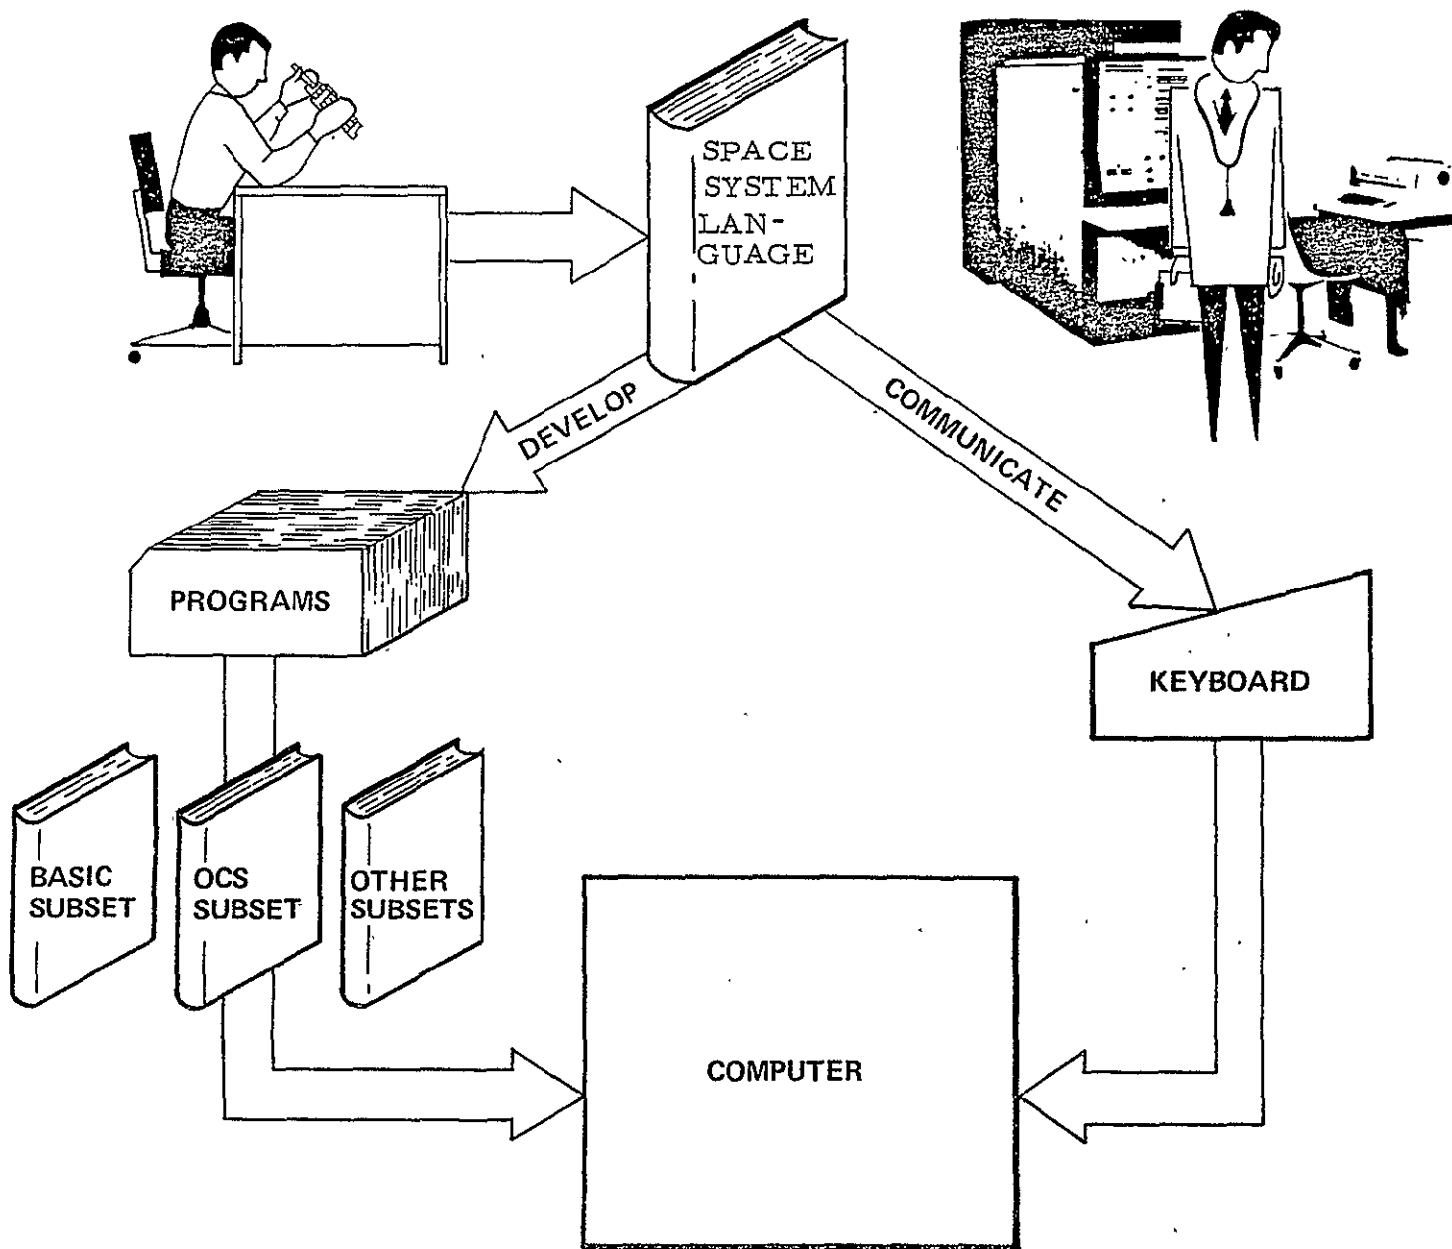 SPACE
SYSTEM
LAN-
GUAGE
DEVELOP
COMMUNICATE
PROGRAMS
KEYBOARD
BASIC
SUBSET
OCS
SUBSET
OTHER
SUBSETS
COMPUTER